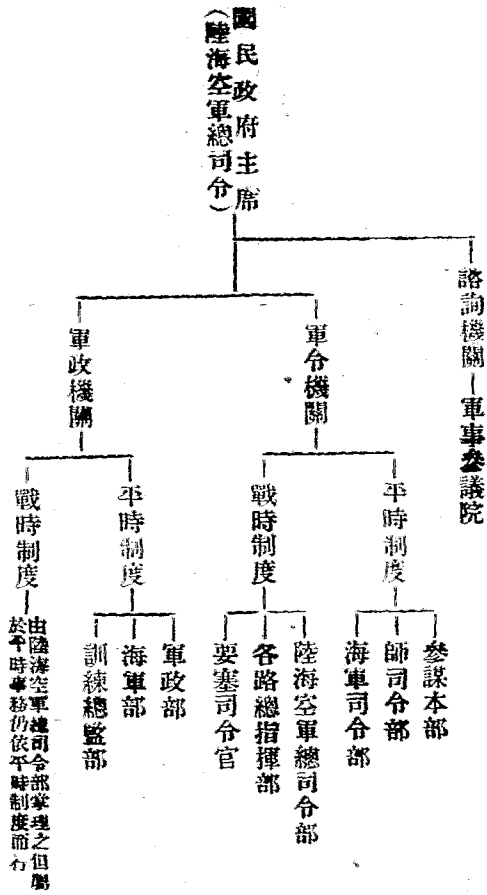 國民政府主席
（陸海空軍總司令）
諮詢機關
軍事參議院
軍令機關
平時制度
參謀本部
師司令部
海軍司令部
戰時制度
陸海空軍總司令部
各路總指揮部
要塞司令官
軍政機關
平時制度
軍政部
海軍部
訓練總監部
戰時制度
由陸海空軍總司令部掌理之但關
於平時事務仍依平時制度而行